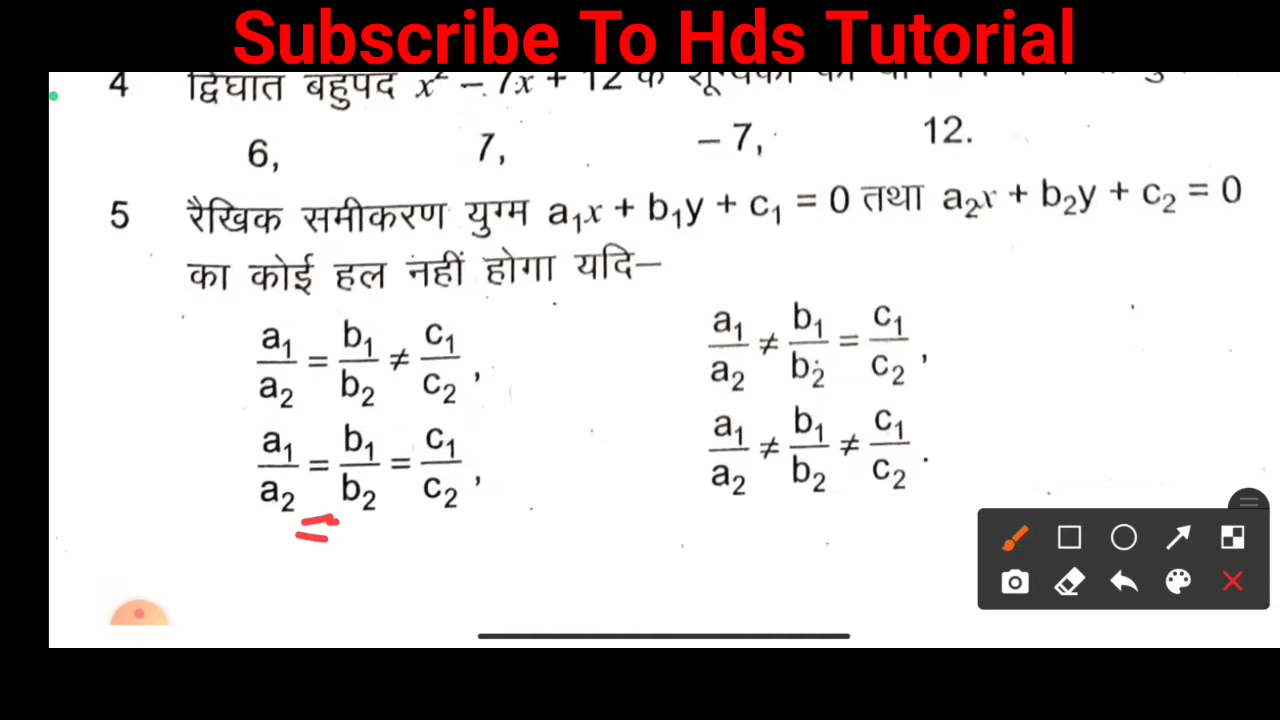 Subscribe To Hds Tutorial
4 द्विघात बहुपद x² – 7x + 12 के
6, 7, – 7, 12.
5 रैखिक समीकरण युग्म a₁x + b₁y + c₁ = 0 तथा a₂x + b₂y + c₂ = 0
का कोई हल नहीं होगा यदि–
a₁/a₂ = b₁/b₂ ≠ c₁/c₂, a₁/a₂ ≠ b₁/b₂ = c₁/c₂,
a₁/a₂ = b₁/b₂ = c₁/c₂, a₁/a₂ ≠ b₁/b₂ ≠ c₁/c₂.